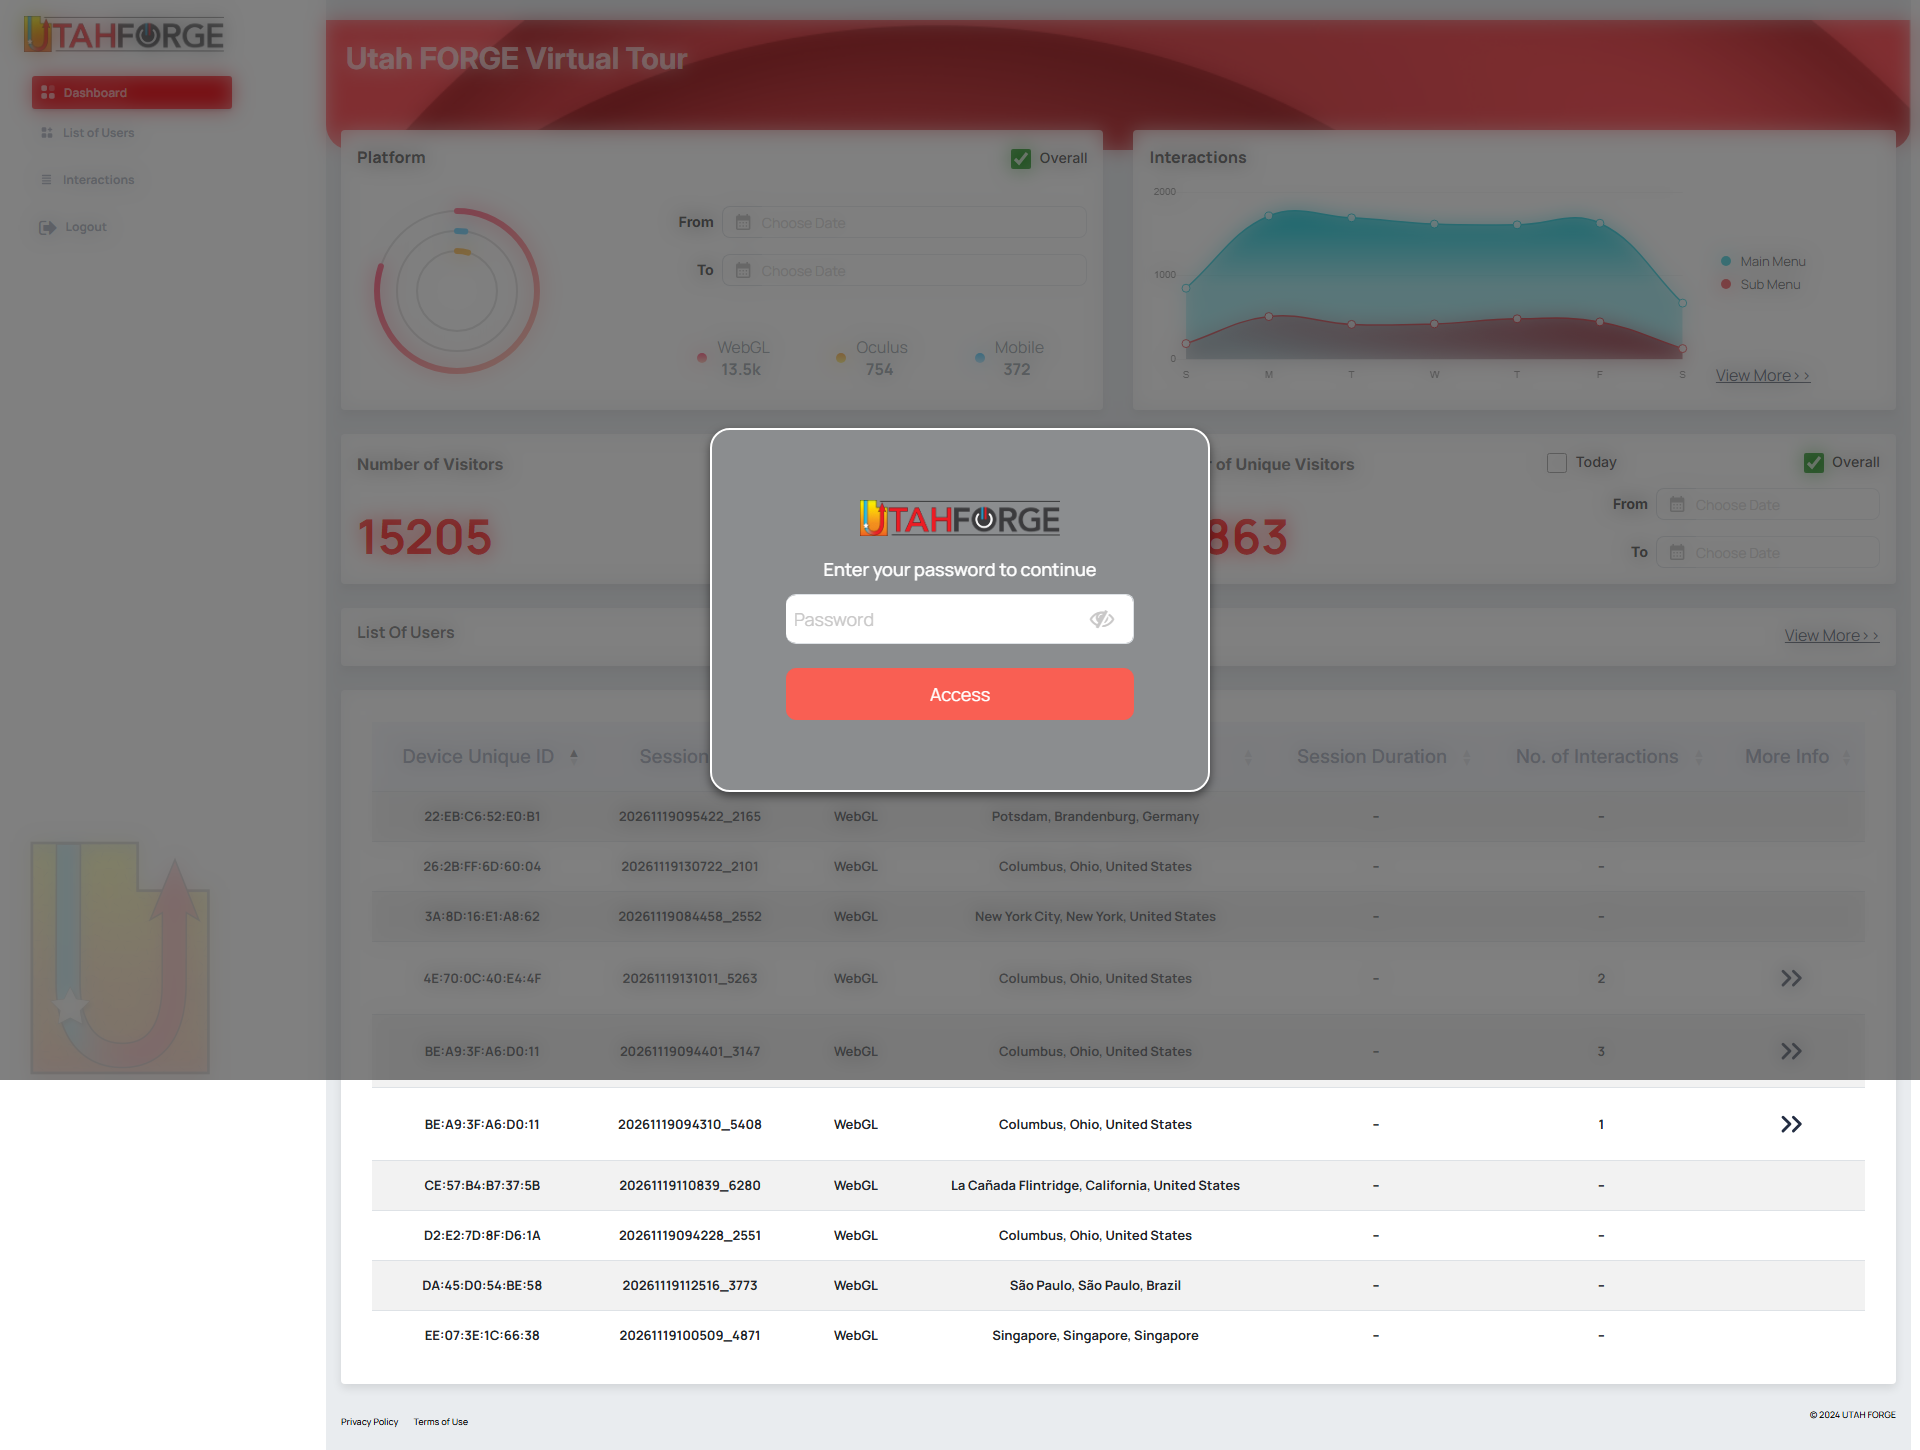 UTAHFORGE
Dashboard
List of Users
Interactions
Logout
Utah FORGE Virtual Tour
Platform
Overall
From
Choose Date
To
Choose Date
WebGL
13.5k
Oculus
754
Mobile
372
Interactions
2000
1000
0
S M T W T F S
Main Menu
Sub Menu
View More>>
Number of Visitors
15205
of Unique Visitors
863
Today
Overall
From
Choose Date
To
Choose Date
UTAHFORGE
Enter your password to continue
Password
Access
List Of Users
View More>>
Device Unique ID Session Session Duration No. of Interactions More Info
22:EB:C6:52:E0:B1 20261119095422_2165 WebGL Potsdam, Brandenburg, Germany - -
26:2B:FF:6D:60:04 20261119130722_2101 WebGL Columbus, Ohio, United States - -
3A:8D:16:E1:A8:62 20261119084458_2552 WebGL New York City, New York, United States - -
4E:70:0C:40:E4:4F 20261119131011_5263 WebGL Columbus, Ohio, United States - 2
BE:A9:3F:A6:D0:11 20261119094401_3147 WebGL Columbus, Ohio, United States - 3
BE:A9:3F:A6:D0:11 20261119094310_5408 WebGL Columbus, Ohio, United States - 1
CE:57:B4:B7:37:5B 20261119110839_6280 WebGL La Cañada Flintridge, California, United States - -
D2:E2:7D:8F:D6:1A 20261119094228_2551 WebGL Columbus, Ohio, United States - -
DA:45:D0:54:BE:58 20261119112516_3773 WebGL São Paulo, São Paulo, Brazil - -
EE:07:3E:1C:66:38 20261119100509_4871 WebGL Singapore, Singapore, Singapore - -
Privacy Policy Terms of Use
© 2024 UTAH FORGE